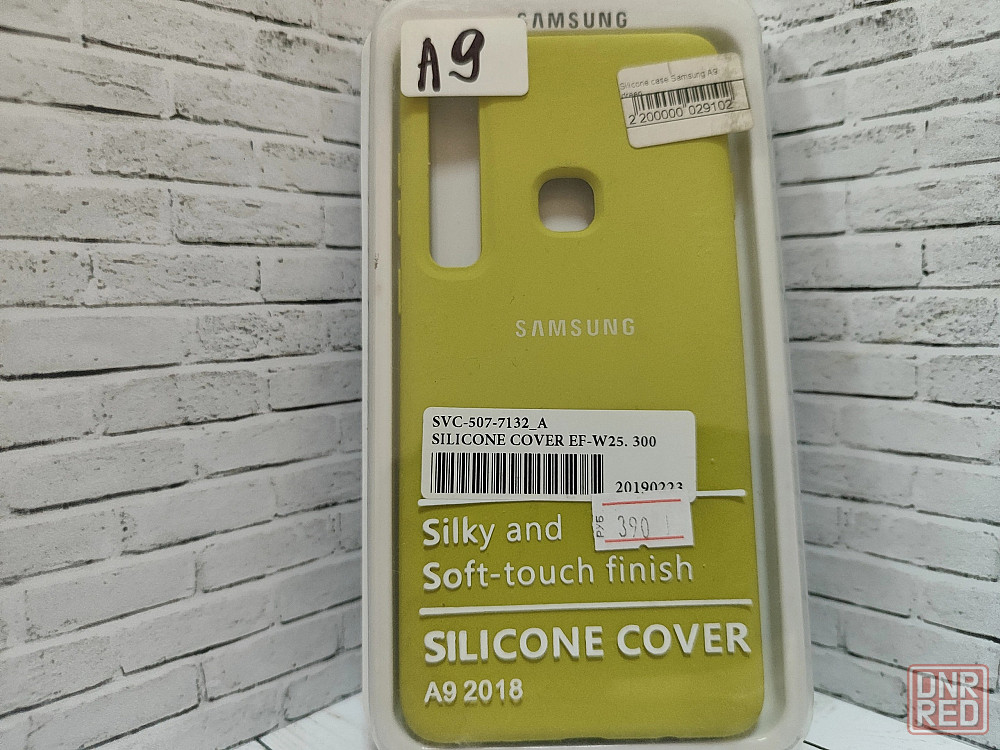 SAMSUNG
A9
Silicone case Samsung A9
green
2 200000 029102
SAMSUNG
SVC-507-7132_A
SILICONE COVER EF-W25. 300
20190223
РУБ 390
Silky and
Soft-touch finish
SILICONE COVER
A9 2018
DNR
RED